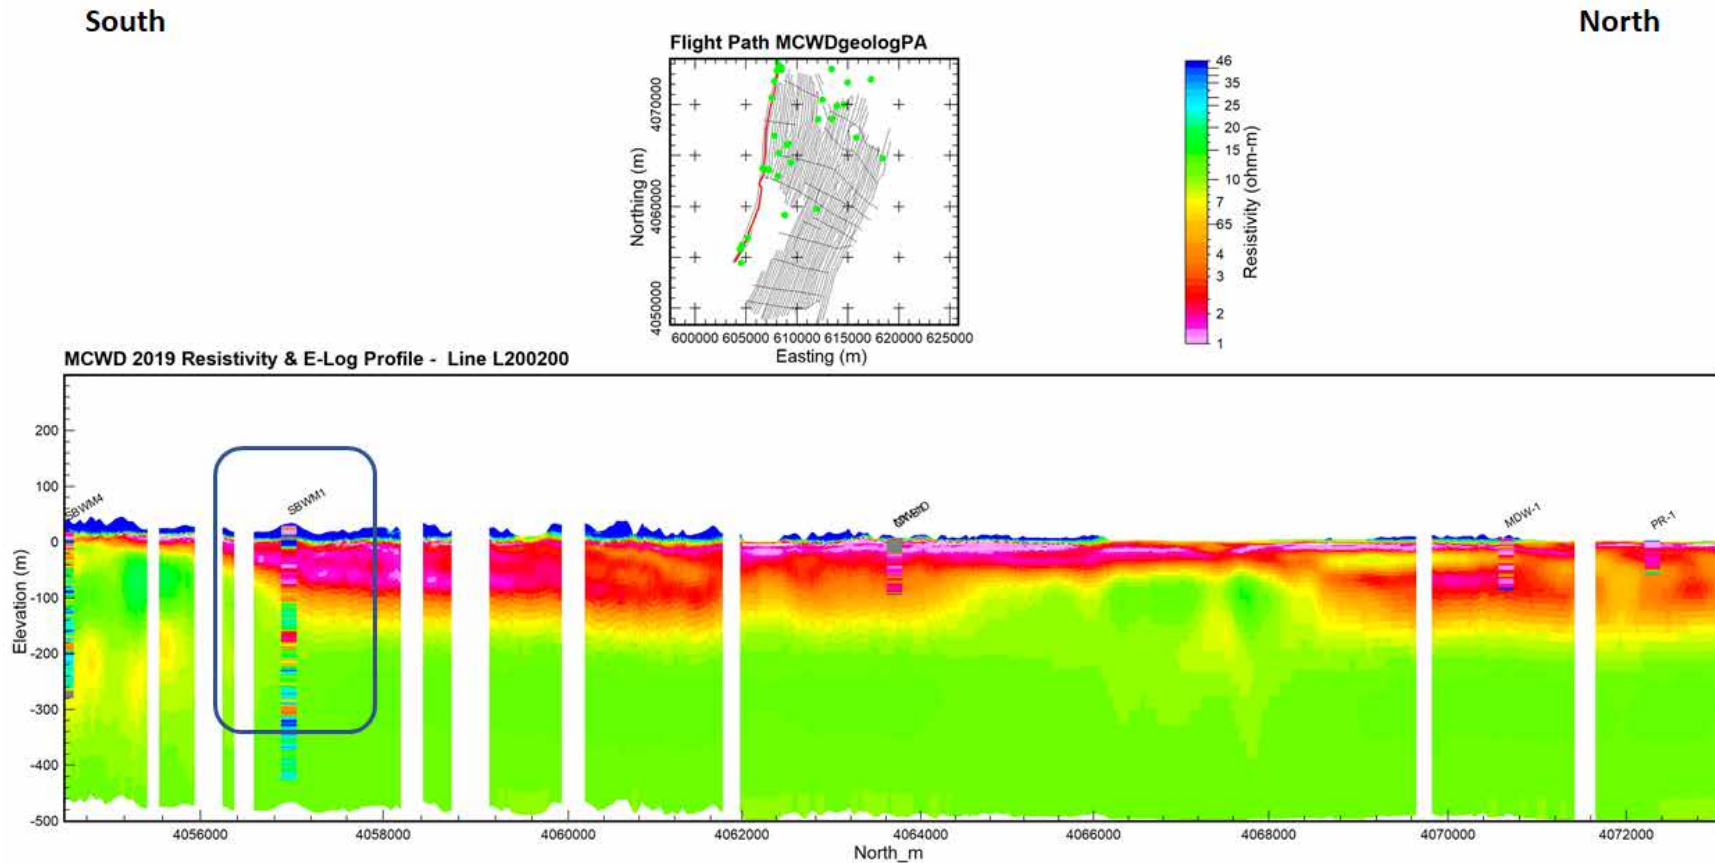 South
North
Flight Path MCWDgeologPA
4070000
4060000
4050000
Northing (m)
600000 605000 610000 615000 620000 625000
Easting (m)
46
35
25
20
15
10
7
65
4
3
2
1
Resistivity (ohm-m)
MCWD 2019 Resistivity & E-Log Profile - Line L200200
200
100
0
-100
-200
-300
-400
-500
Elevation (m)
SBWM4
SBWM1
MDW-1
PR-1
4056000 4058000 4060000 4062000 4064000 4066000 4068000 4070000 4072000
North_m